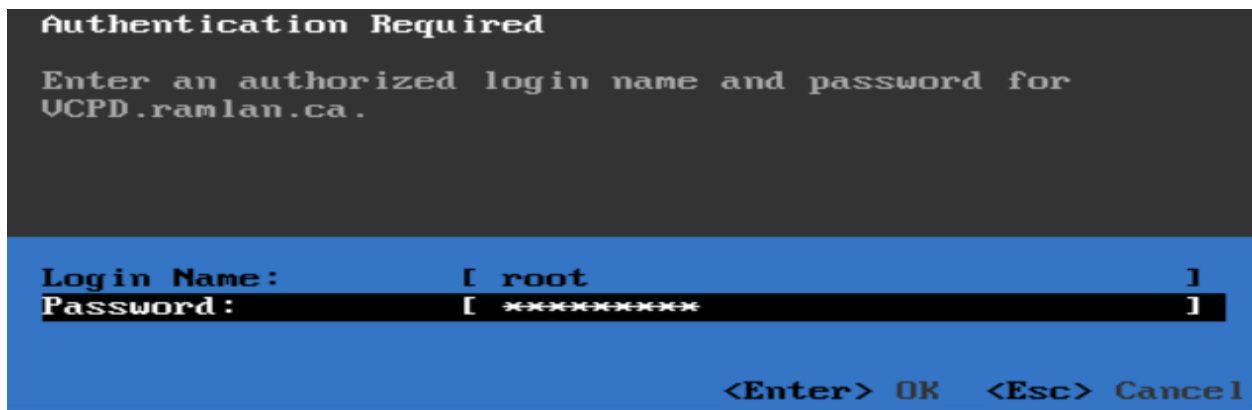 Authentication Required
Enter an authorized login name and password for
VCPD.ramlan.ca.
Login Name: [ root ]
Password: [ ********* ]
<Enter> OK <Esc> Cancel